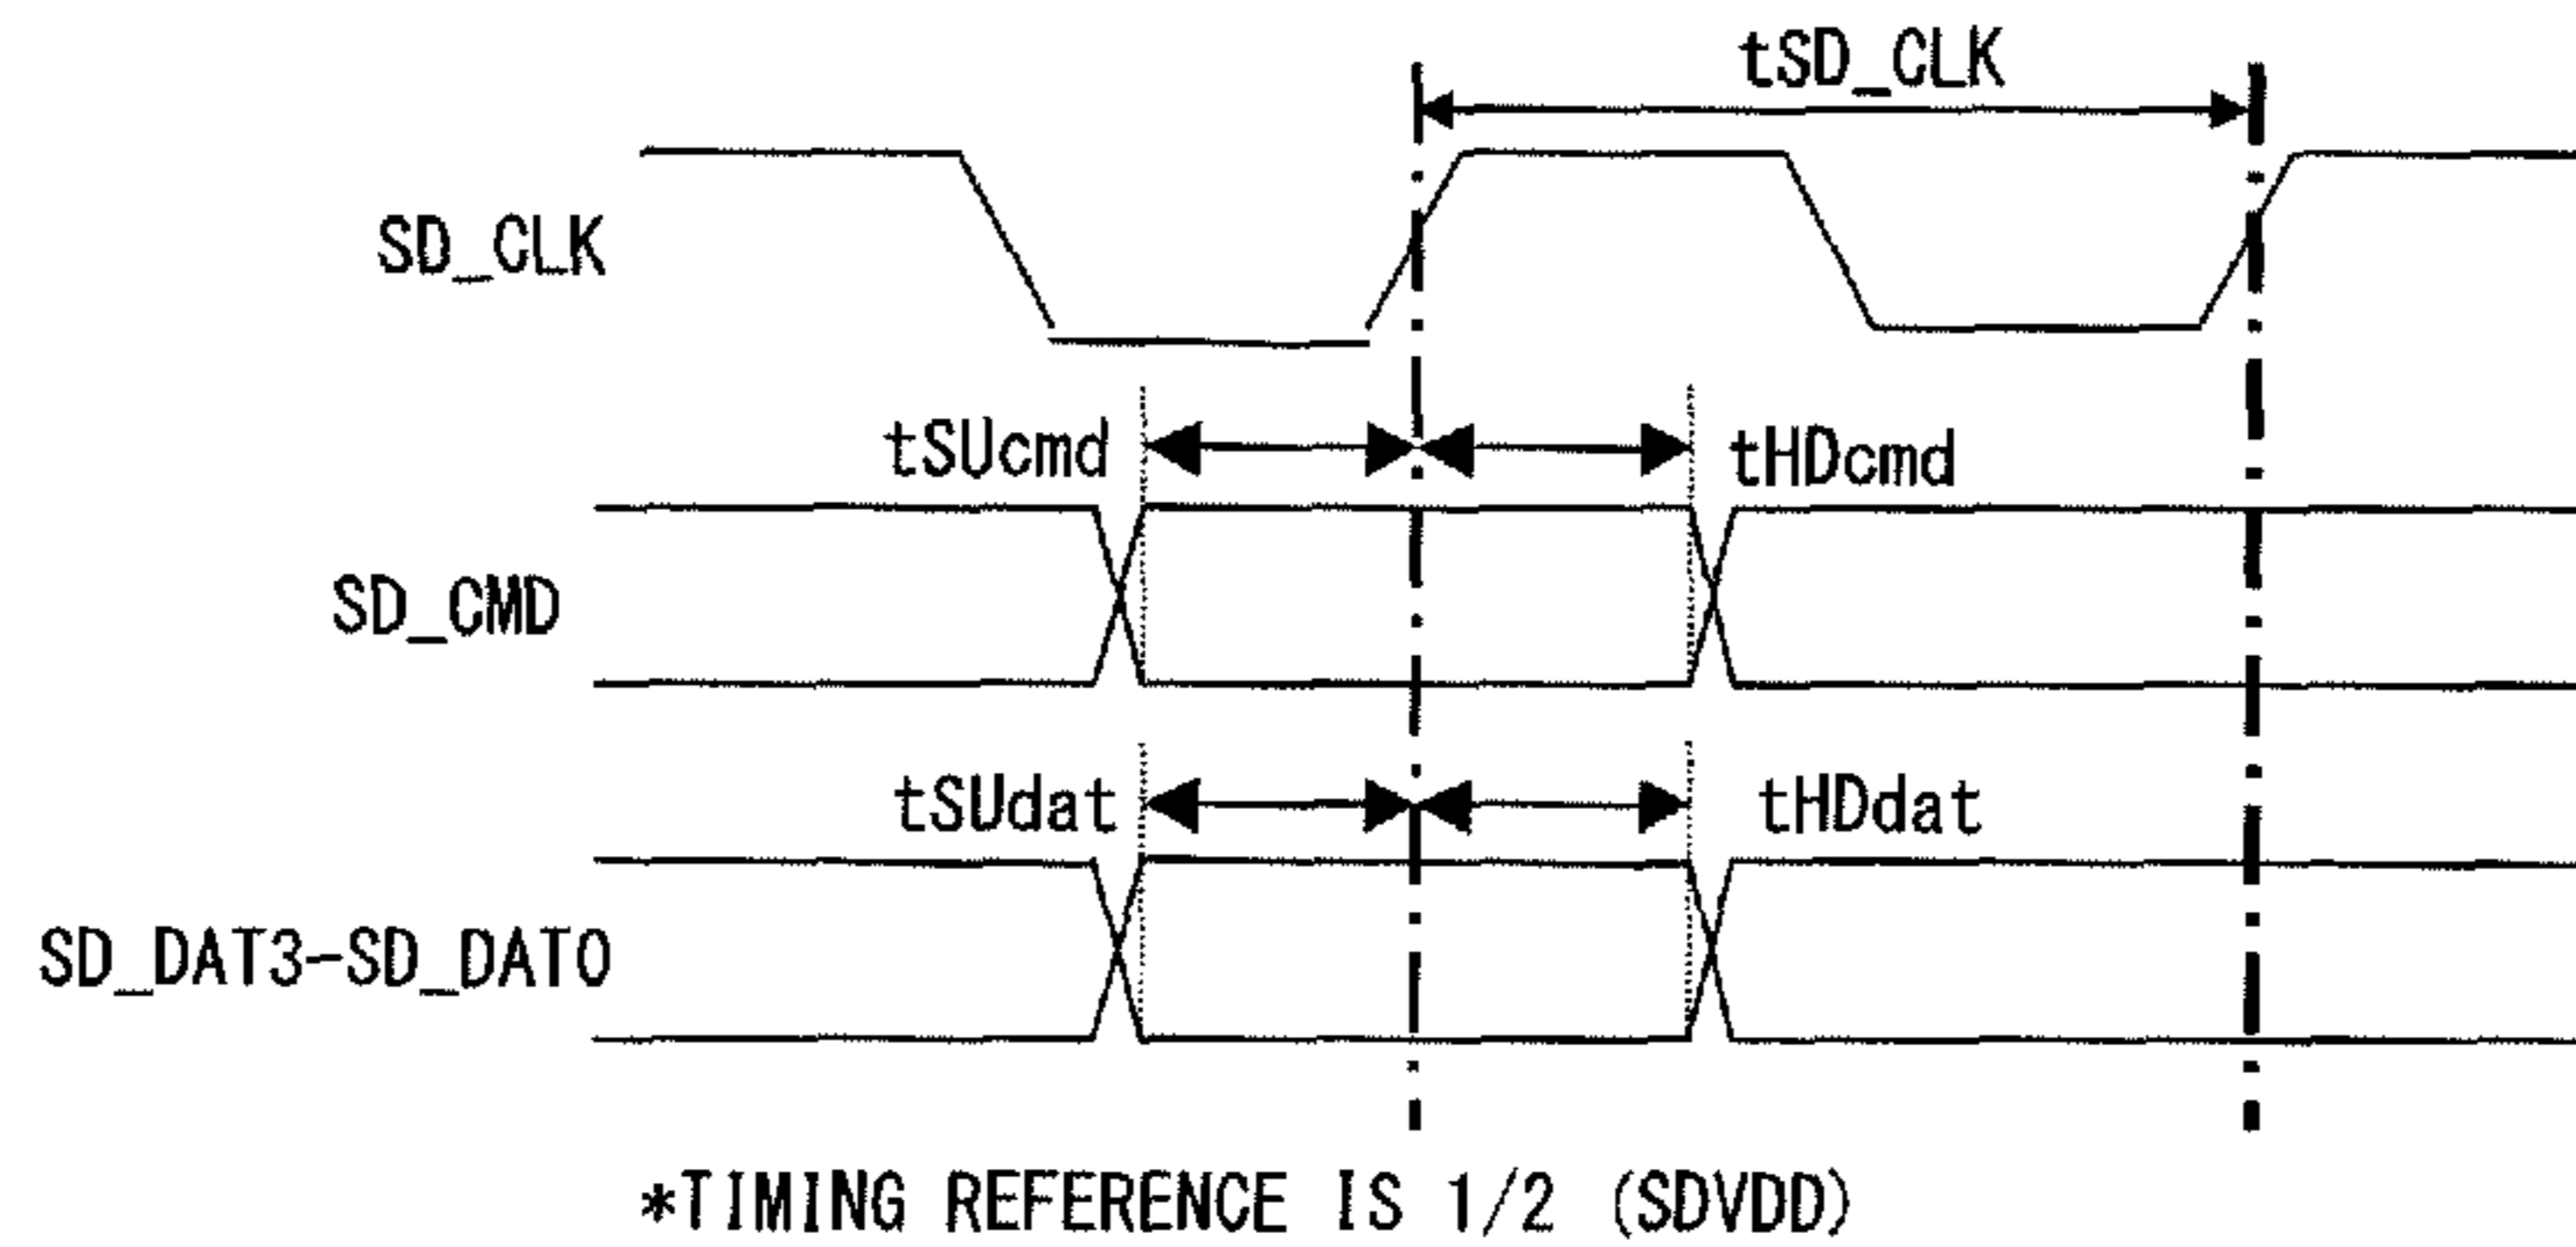 tSD_CLK
SD_CLK
tSUcmd
tHDcmd
SD_CMD
tSUdat
tHDdat
SD_DAT3-SD_DAT0
*TIMING REFERENCE IS 1/2 (SDVDD)